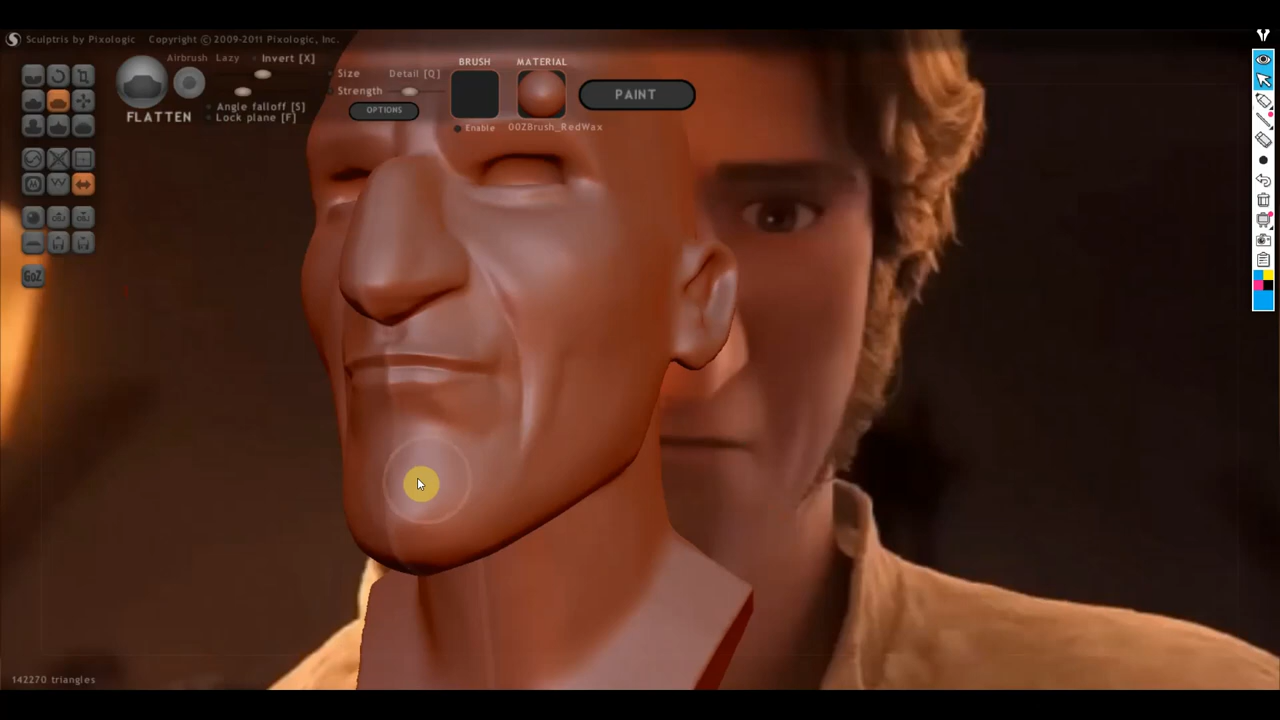 Sculptris by Pixologic Copyright © 2009-2011 Pixologic, Inc.
Airbrush Lazy Invert [X]
Size Detail [Q]
Strength
Angle falloff [S]
Lock plane [F]
FLATTEN
OPTIONS
BRUSH
MATERIAL
Enable
00ZBrush_RedWax
PAINT
GoZ
142270 triangles